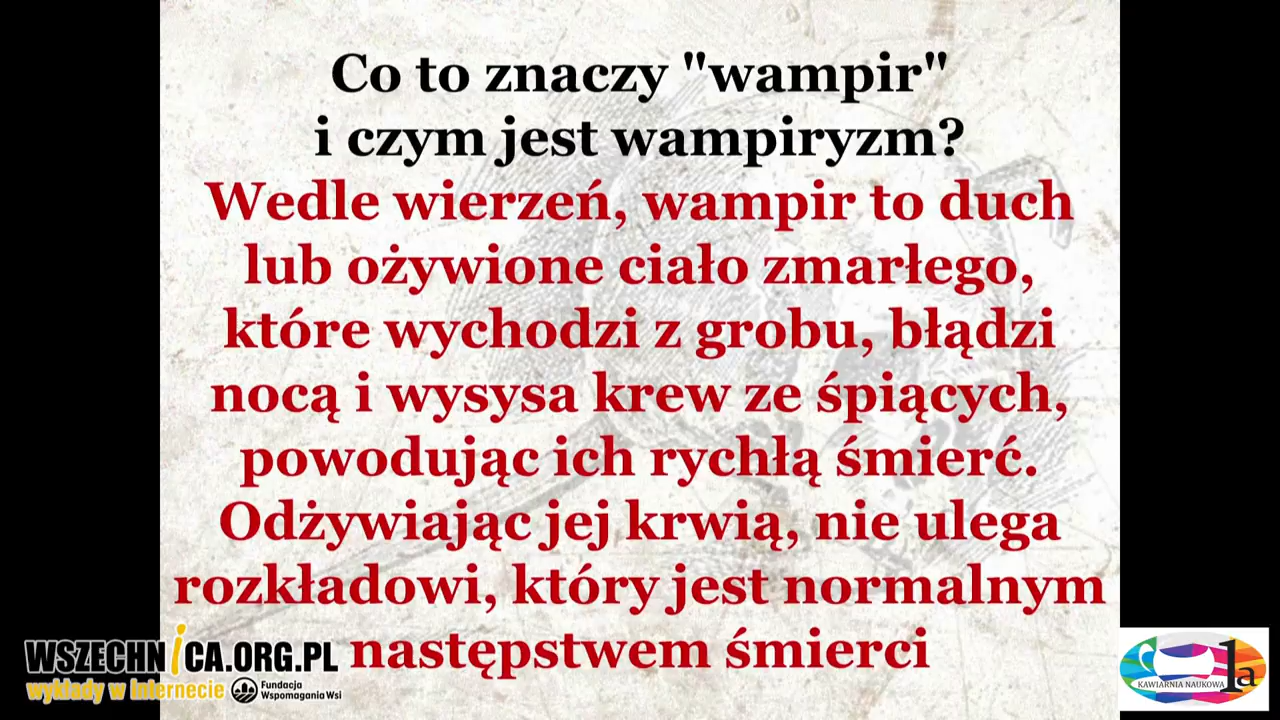 Co to znaczy "wampir"
i czym jest wampiryzm?
Wedle wierzeń, wampir to duch
lub ożywione ciało zmarłego,
które wychodzi z grobu, błądzi
nocą i wysysa krew ze śpiących,
powodując ich rychłą śmierć.
Odżywiając jej krwią, nie ulega
rozkładowi, który jest normalnym
następstwem śmierci
WSZECHNICA.ORG.PL
wykłady w internecie
Fundacja
Wspomagania Wsi
KAWIARNIA NAUKOWA
1a